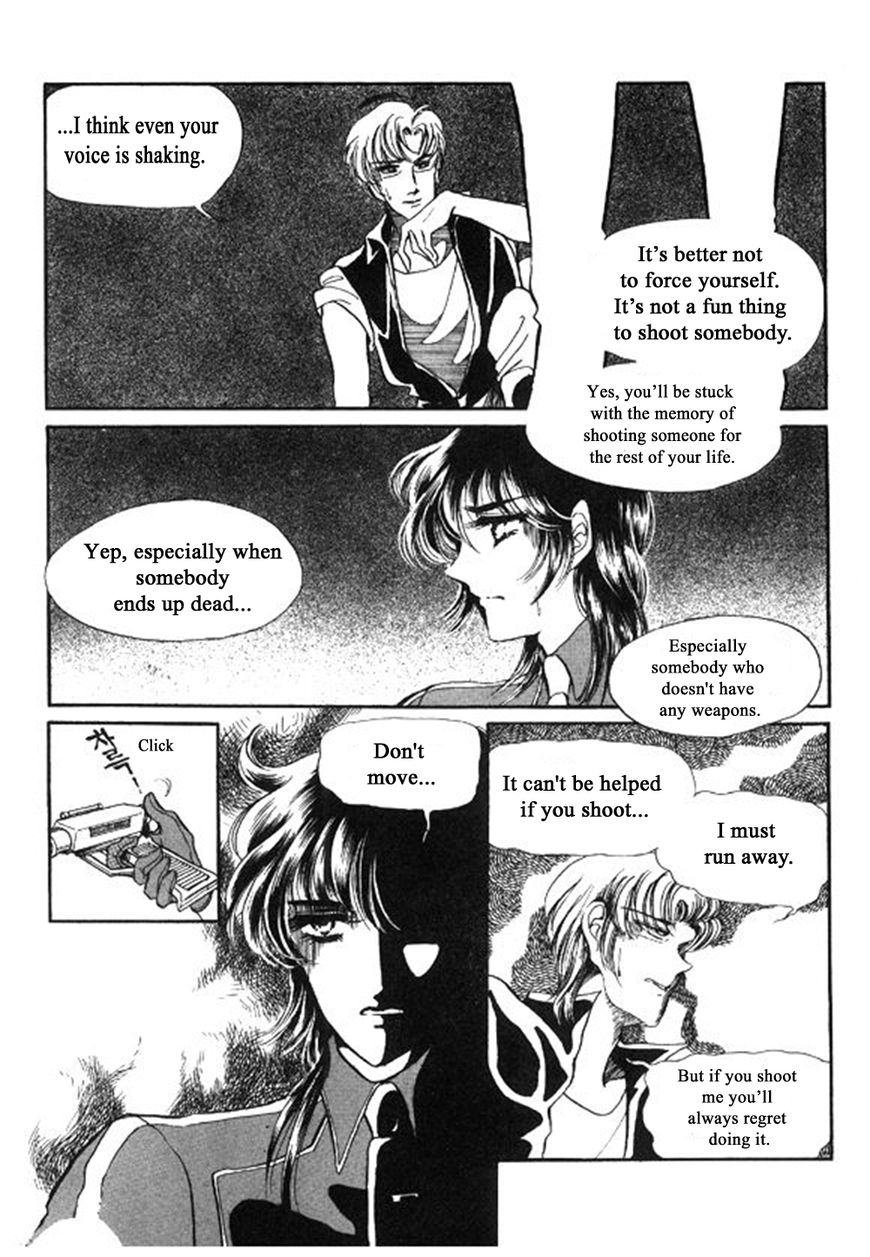 ...I think even your
voice is shaking.
It's better not
to force yourself.
It's not a fun thing
to shoot somebody.
Yes, you'll be stuck
with the memory of
shooting someone for
the rest of your life.
Yep, especially when
somebody
ends up dead...
Especially
somebody who
doesn't have
any weapons.
차륵...
Click
Don't
move...
It can't be helped
if you shoot...
I must
run away.
But if you shoot
me you'll
always regret
doing it.